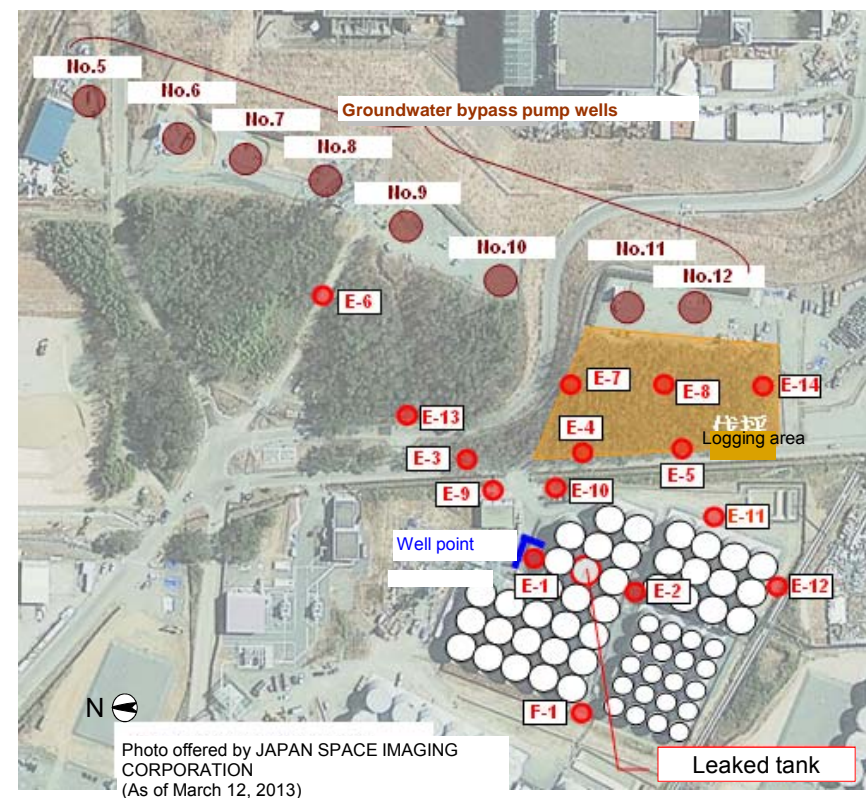 No.5
No.6
No.7
Groundwater bypass pump wells
No.8
No.9
No.10
No.11
No.12
E-6
E-7
E-8
E-14
E-13
E-4
Logging area
E-3
E-5
E-9
E-10
E-11
Well point
E-1
E-2
E-12
F-1
N
Photo offered by JAPAN SPACE IMAGING
CORPORATION
(As of March 12, 2013)
Leaked tank